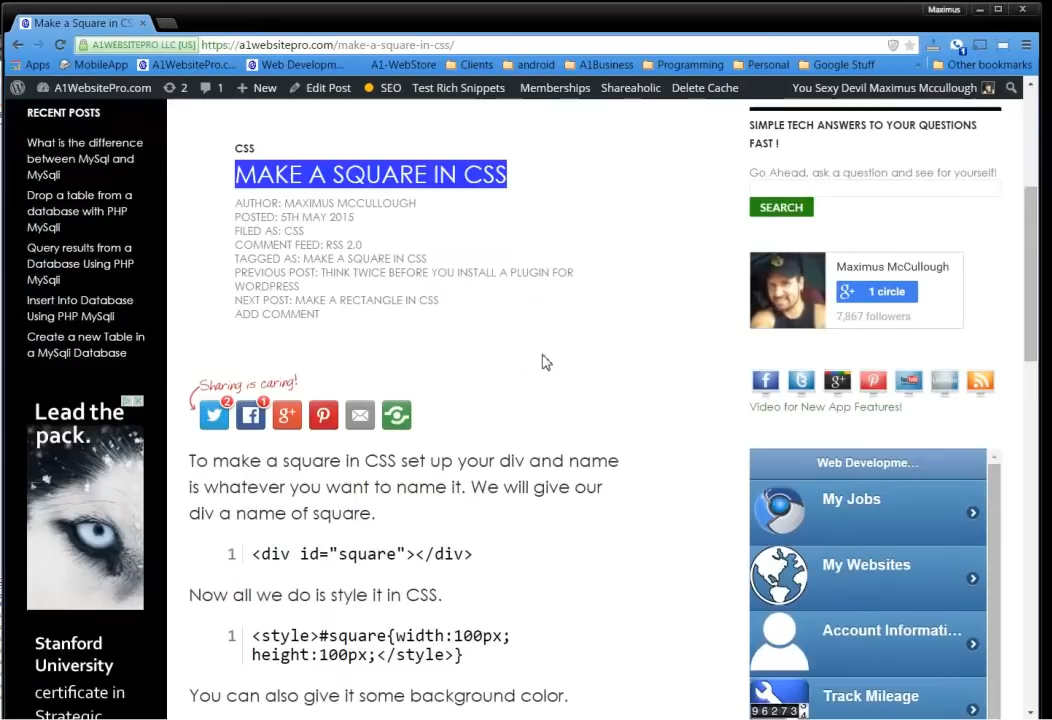 Maximus
Make a Square in CS
A1WEBSITEPRO LLC [US] https://a1websitepro.com/make-a-square-in-css/
Apps MobileApp A1WebsitePro.c... Web Developm... A1-WebStore Clients android A1Business Programming Personal Google Stuff » Other bookmarks
A1WebsitePro.com 2 1 + New Edit Post SEO Test Rich Snippets Memberships Shareaholic Delete Cache You Sexy Devil Maximus Mccullough
RECENT POSTS
What is the difference
between MySql and
MySqli
Drop a table from a
database with PHP
MySqli
Query results from a
Database Using PHP
MySqli
Insert Into Database
Using PHP MySqli
Create a new Table in
a MySqli Database
Lead the
pack.
Stanford
University
certificate in
Strategic
CSS
MAKE A SQUARE IN CSS
AUTHOR: MAXIMUS MCCULLOUGH
POSTED: 5TH MAY 2015
FILED AS: CSS
COMMENT FEED: RSS 2.0
TAGGED AS: MAKE A SQUARE IN CSS
PREVIOUS POST: THINK TWICE BEFORE YOU INSTALL A PLUGIN FOR
WORDPRESS
NEXT POST: MAKE A RECTANGLE IN CSS
ADD COMMENT
Sharing is caring!
2 1 g+
To make a square in CSS set up your div and name
is whatever you want to name it. We will give our
div a name of square.
1 <div id="square"></div>
Now all we do is style it in CSS.
1 <style>#square{width:100px;
height:100px;</style>}
You can also give it some background color.
SIMPLE TECH ANSWERS TO YOUR QUESTIONS
FAST !
Go Ahead, ask a question and see for yourself!
SEARCH
Maximus McCullough
g+ 1 circle
7,867 followers
Video for New App Features!
Web Developme...
My Jobs
My Websites
Account Informati...
Track Mileage
96273